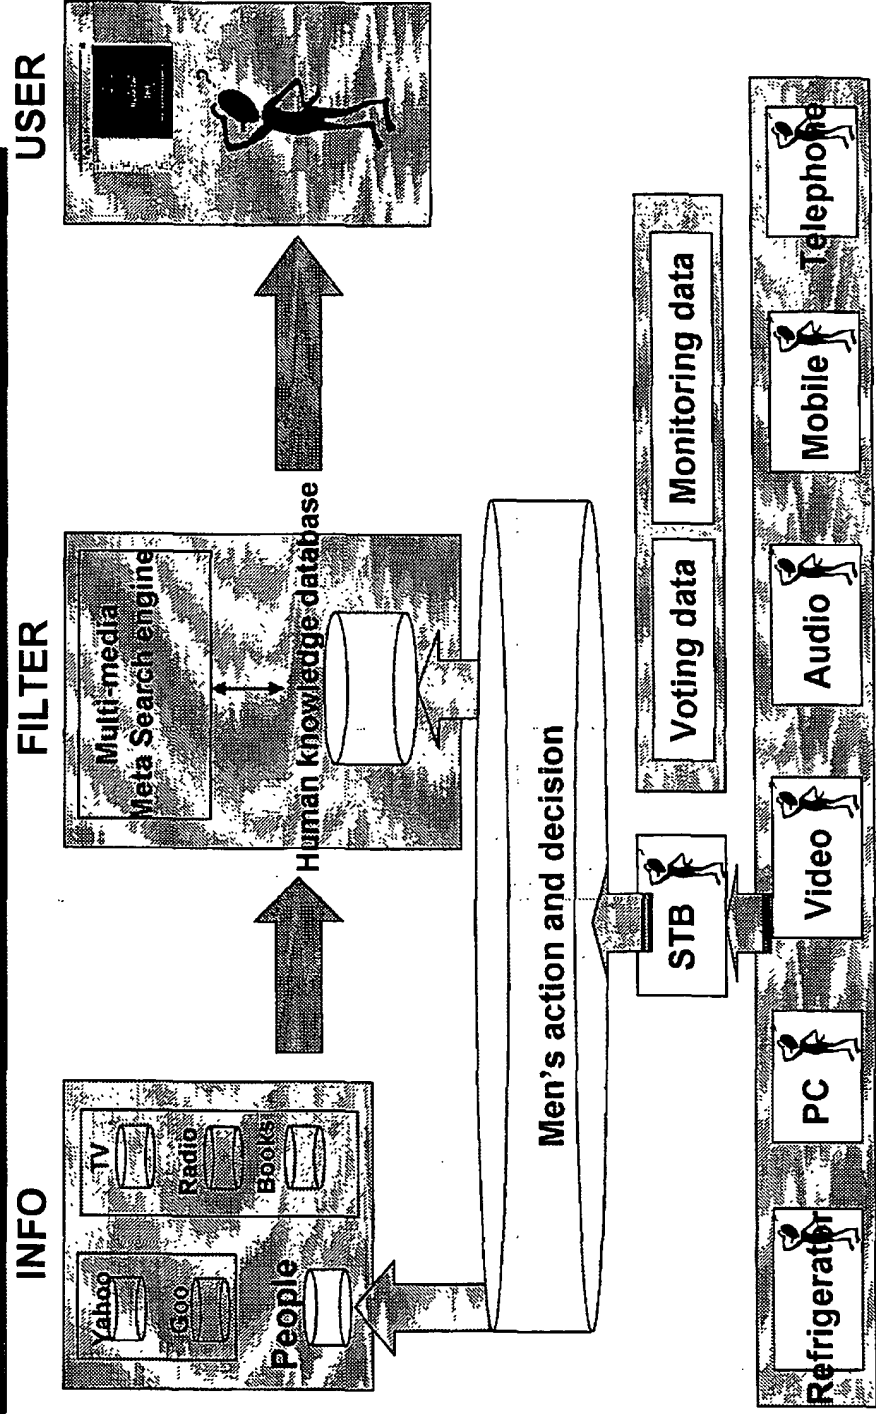 INFO
FILTER
USER
Yahoo
Goo
People
TV
Radio
Books
Multi-media
Meta Search engine
Human knowledge database
Men's action and decision
STB
Voting data
Monitoring data
Refrigerator
PC
Video
Audio
Mobile
Telephone